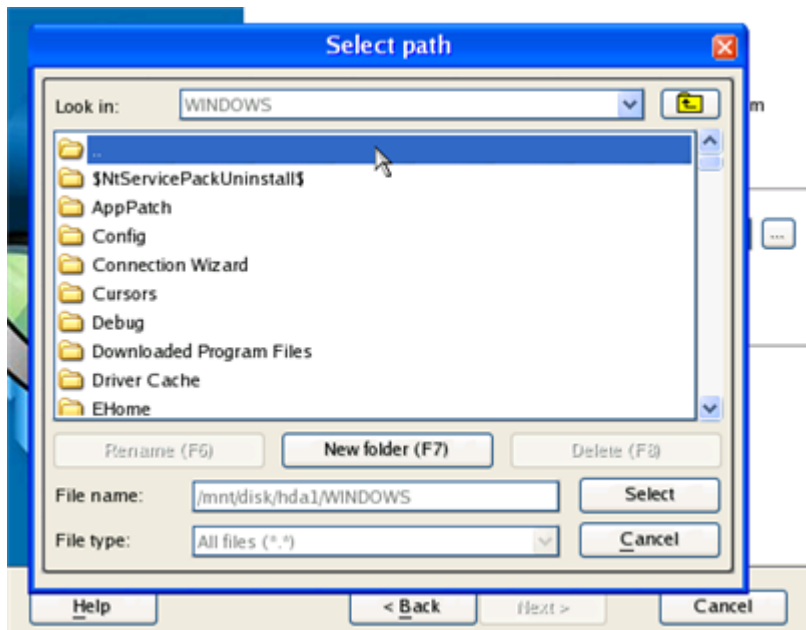 Select path
Look in: WINDOWS
m
..
$NtServicePackUninstall$
AppPatch
...
Config
Connection Wizard
Cursors
Debug
Downloaded Program Files
Driver Cache
EHome
Rename (F6) New folder (F7) Delete (F8)
File name: /mnt/disk/hda1/WINDOWS Select
File type: All files (*.*) Cancel
Help < Back Next > Cancel